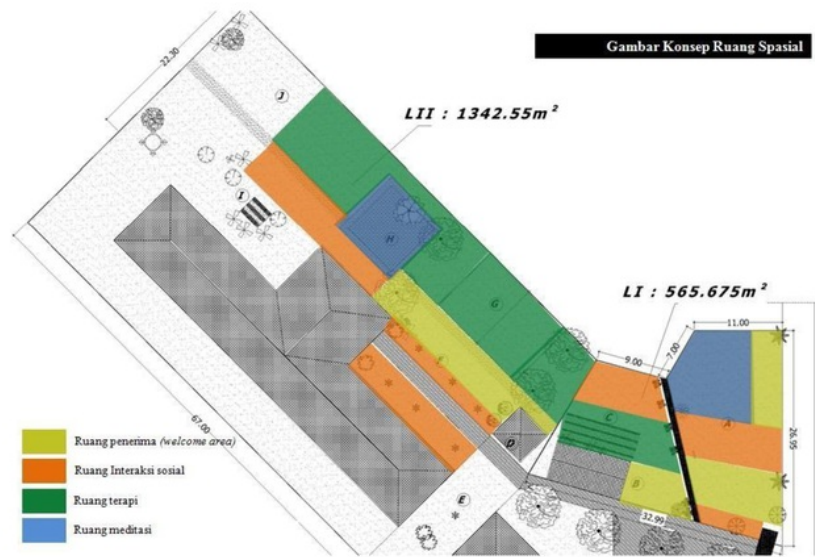 Gambar Konsep Ruang Spasial
22.30
J
LII : 1342.55m²
I
H
G
LI : 565.675m²
11.00
7.00
9.00
A
26.95
C
D
B
E
32.99
67.00
Ruang penerima (welcome area)
Ruang Interaksi sosial
Ruang terapi
Ruang meditasi